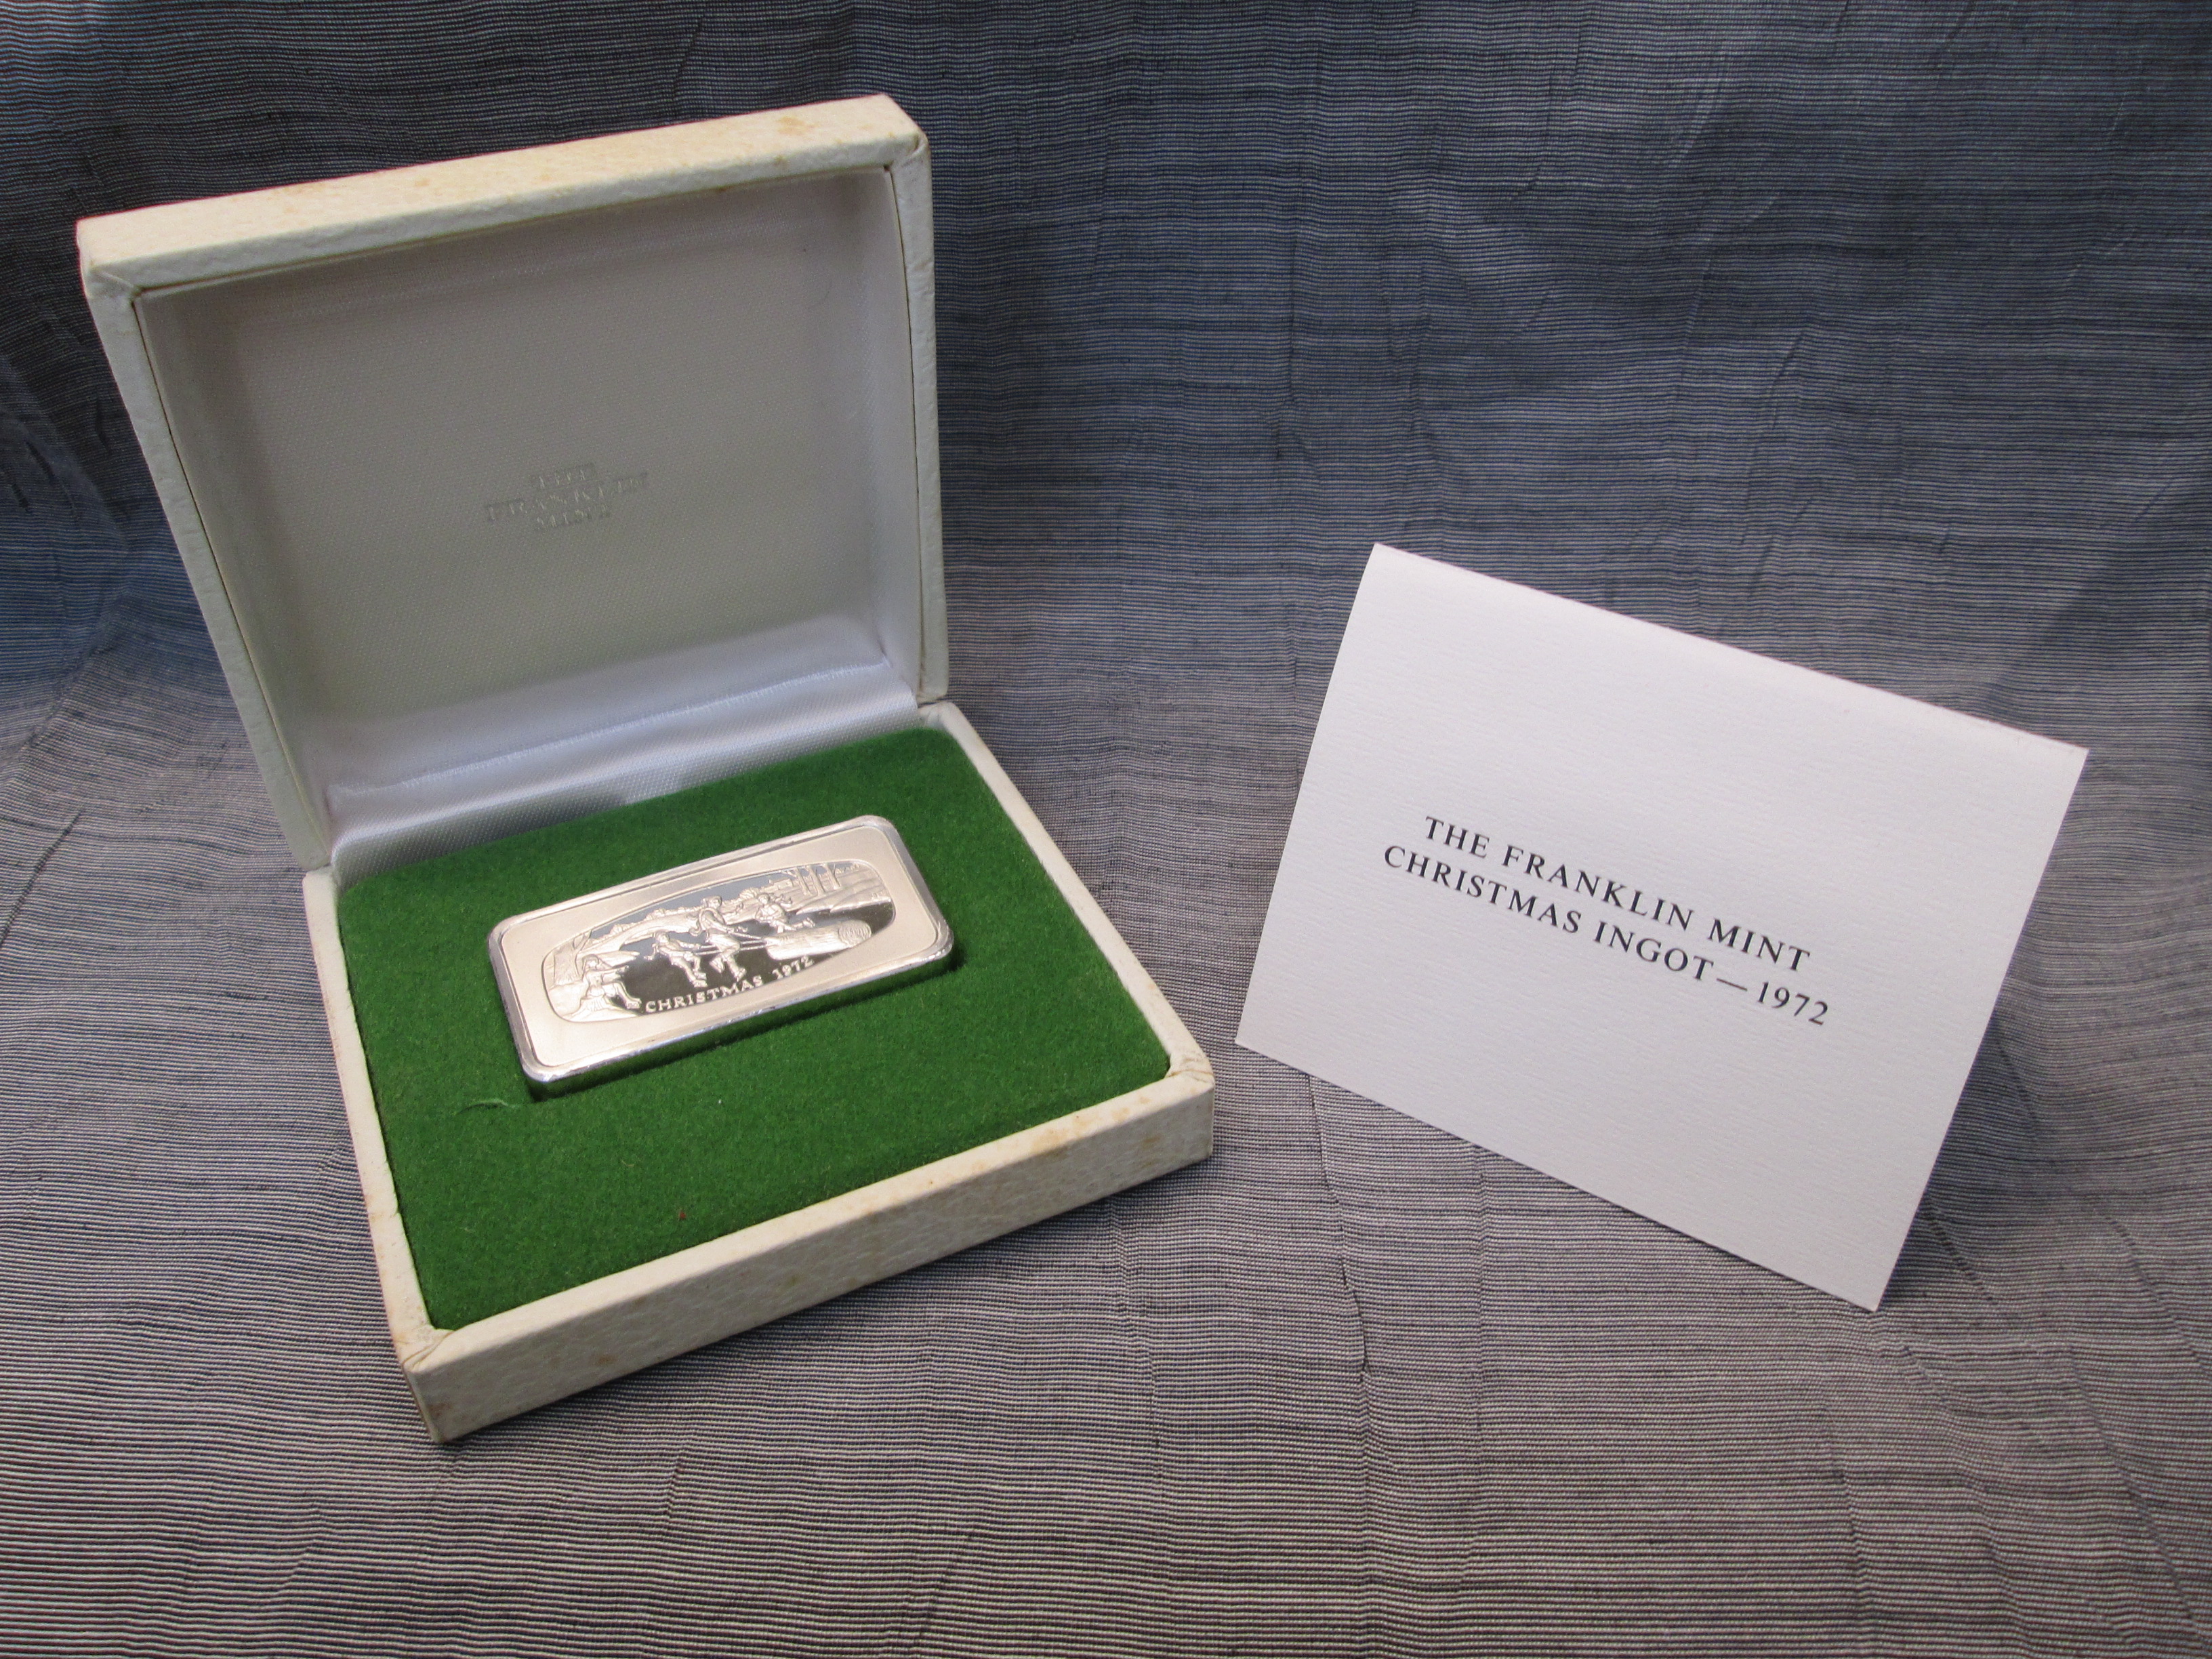 THE
FRANKLIN
MINT
CHRISTMAS 1972
THE FRANKLIN MINT
CHRISTMAS INGOT—1972